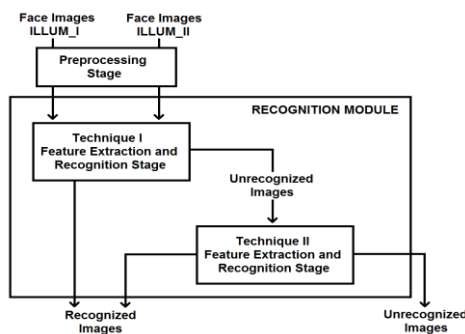 Face Images
ILLUM_I
Face Images
ILLUM_II
Preprocessing
Stage
RECOGNITION MODULE
Technique I
Feature Extraction and
Recognition Stage
Unrecognized
Images
Technique II
Feature Extraction and
Recognition Stage
Recognized
Images
Unrecognized
Images